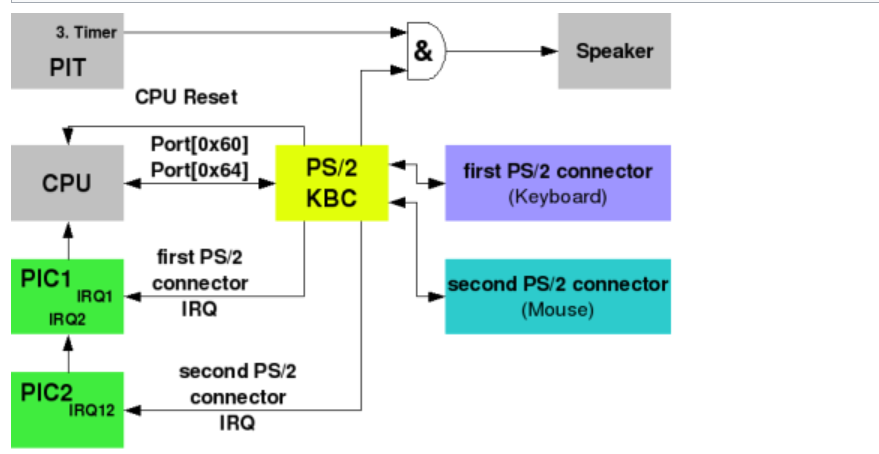 3. Timer
PIT
&
Speaker
CPU Reset
Port[0x60]
Port[0x64]
CPU
PS/2
KBC
first PS/2 connector
(Keyboard)
first PS/2
connector
IRQ
PIC1
IRQ1
IRQ2
second PS/2 connector
(Mouse)
second PS/2
connector
IRQ
PIC2
IRQ12